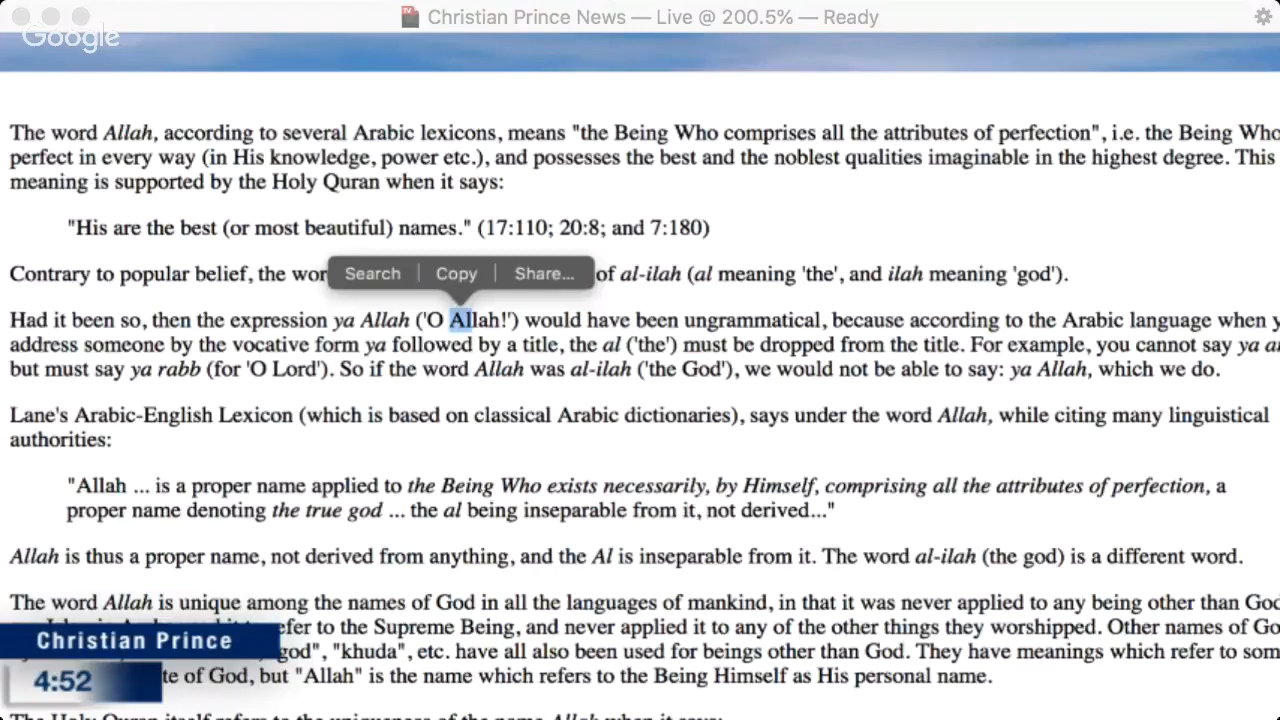 Christian Prince News — Live @ 200.5% — Ready
Google
The word Allah, according to several Arabic lexicons, means "the Being Who comprises all the attributes of perfection", i.e. the Being Who
perfect in every way (in His knowledge, power etc.), and possesses the best and the noblest qualities imaginable in the highest degree. This
meaning is supported by the Holy Quran when it says:
"His are the best (or most beautiful) names." (17:110; 20:8; and 7:180)
Search Copy Share...
Contrary to popular belief, the of al-ilah (al meaning 'the', and ilah meaning 'god').
Had it been so, then the expression ya Allah ('O Allah!') would have been ungrammatical, because according to the Arabic language when
address someone by the vocative form ya followed by a title, the al ('the') must be dropped from the title. For example, you cannot say ya
but must say ya rabb (for 'O Lord'). So if the word Allah was al-ilah ('the God'), we would not be able to say: ya Allah, which we do.
Lane's Arabic-English Lexicon (which is based on classical Arabic dictionaries), says under the word Allah, while citing many linguistical
authorities:
"Allah ... is a proper name applied to the Being Who exists necessarily, by Himself, comprising all the attributes of perfection, a
proper name denoting the true god ... the al being inseparable from it, not derived..."
Allah is thus a proper name, not derived from anything, and the Al is inseparable from it. The word al-ilah (the god) is a different word.
The word Allah is unique among the names of God in all the languages of mankind, in that it was never applied to any being other than God
to the Supreme Being, and never applied it to any of the other things they worshipped. Other names of
god", "khuda", etc. have all also been used for beings other than God. They have meanings which refer to
of God, but "Allah" is the name which refers to the Being Himself as His personal name.
Christian Prince
4:52
The Holy Quran itself refers to the uniqueness of the name Allah when it says: